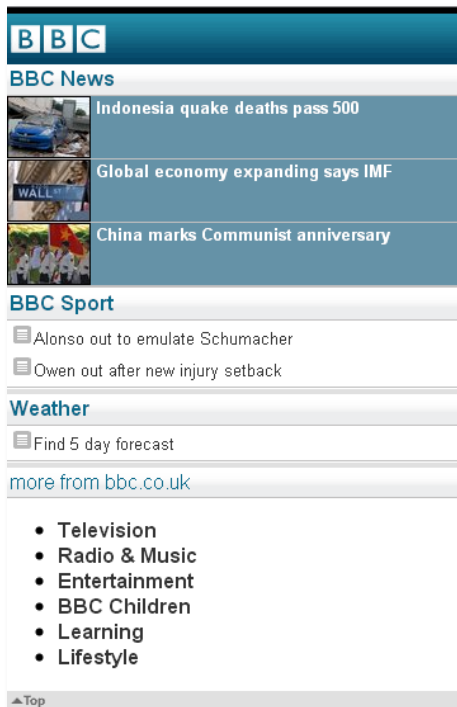 BBC
BBC News
Indonesia quake deaths pass 500
WALL ST
Global economy expanding says IMF
China marks Communist anniversary
BBC Sport
Alonso out to emulate Schumacher
Owen out after new injury setback
Weather
Find 5 day forecast
more from bbc.co.uk
Television
Radio & Music
Entertainment
BBC Children
Learning
Lifestyle
Top